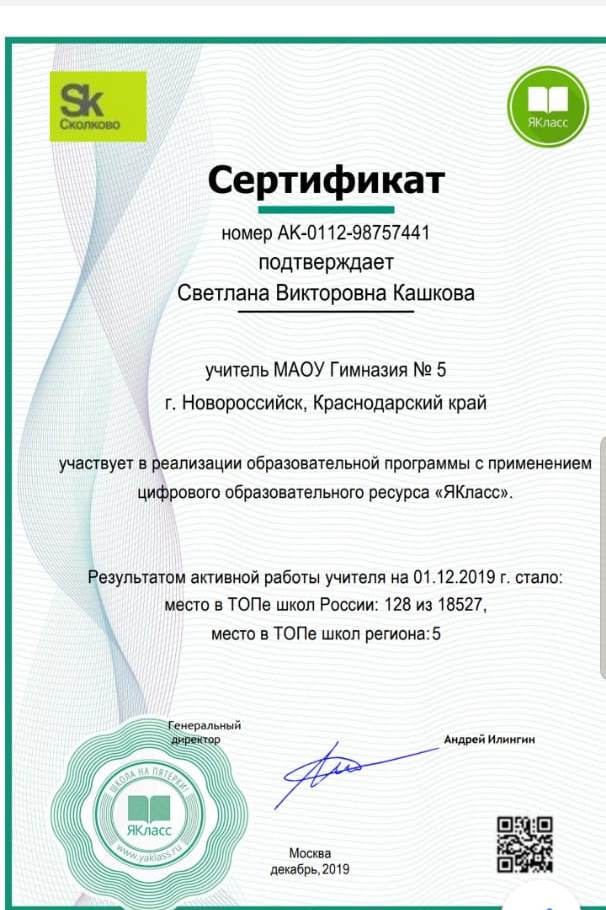 Sk
Сколково
ЯКласс
Сертификат
номер АК-0112-98757441
подтверждает
Светлана Викторовна Кашкова
учитель МАОУ Гимназия № 5
г. Новороссийск, Краснодарский край
участвует в реализации образовательной программы с применением
цифрового образовательного ресурса «ЯКласс».
Результатом активной работы учителя на 01.12.2019 г. стало:
место в ТОПе школ России: 128 из 18527,
место в ТОПе школ региона: 5
Генеральный
директор
Андрей Илингин
ШКОЛА НА ПЯТЕРКУ!
ЯКласс
www.yaklass.ru
Москва
декабрь, 2019